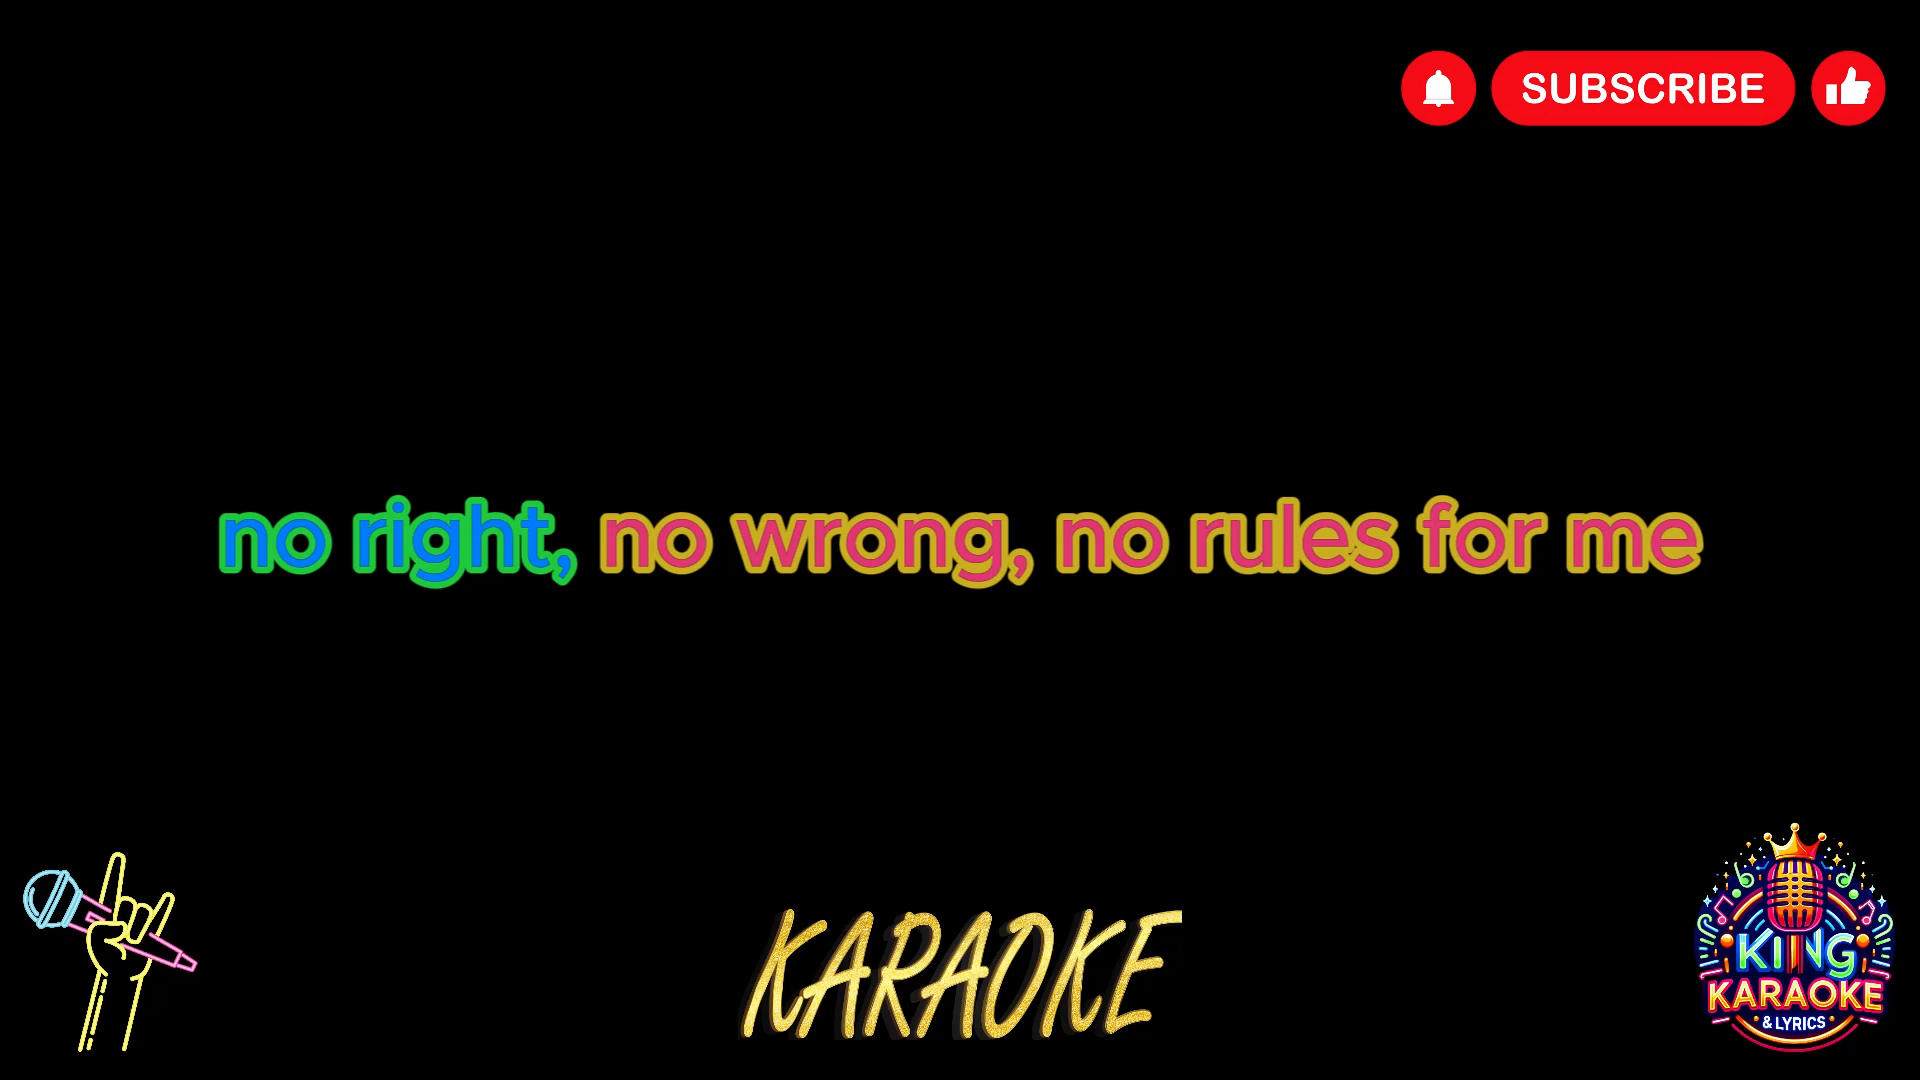 SUBSCRIBE
no right, no wrong, no rules for me
KARAOKE
KING
KARAOKE
& LYRICS